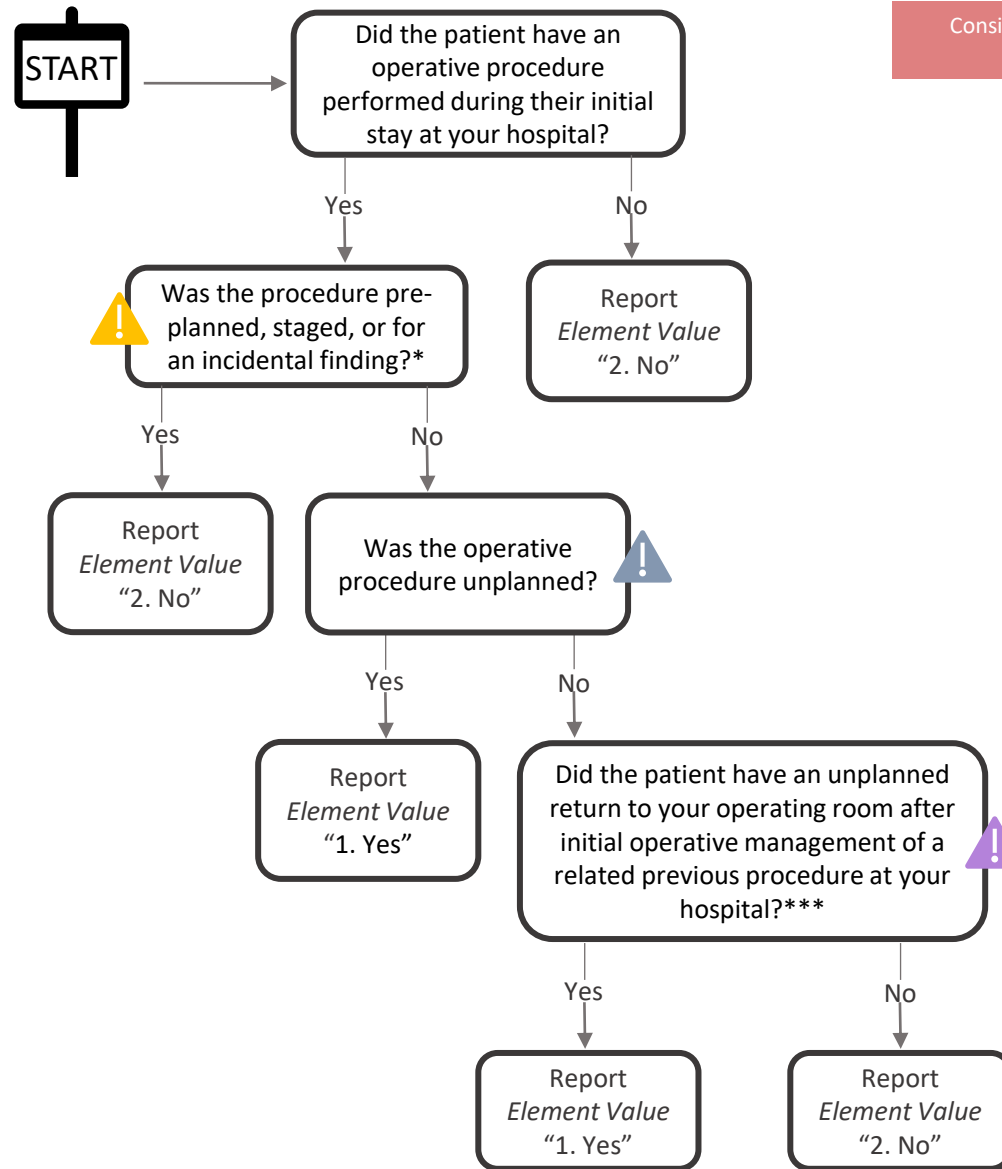 START
Did the patient have an
operative procedure
performed during their initial
stay at your hospital?
Yes
No
Was the procedure pre-
planned, staged, or for
an incidental finding?*
Report
Element Value
“2. No”
Yes
No
Report
Element Value
“2. No”
Was the operative
procedure unplanned?
Yes
No
Report
Element Value
“1. Yes”
Did the patient have an unplanned
return to your operating room after
initial operative management of a
related previous procedure at your
hospital?***
Yes
No
Report
Element Value
“1. Yes”
Report
Element Value
“2. No”